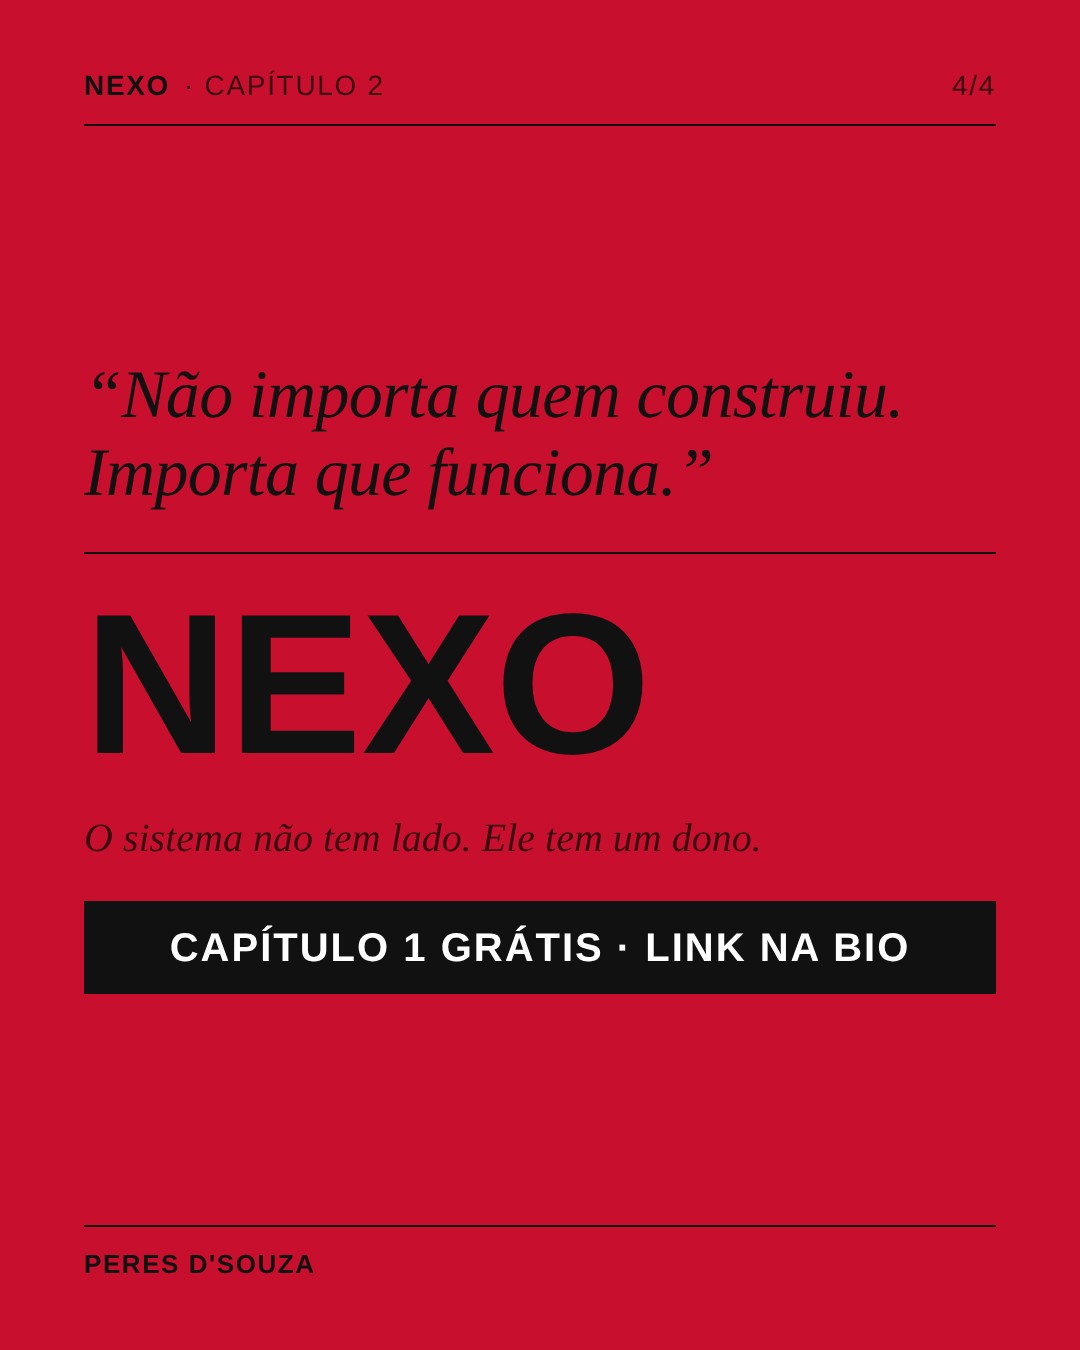 NEXO · CAPÍTULO 2
4/4
“Não importa quem construiu.
Importa que funciona.”
NEXO
O sistema não tem lado. Ele tem um dono.
CAPÍTULO 1 GRÁTIS · LINK NA BIO
PERES D'SOUZA